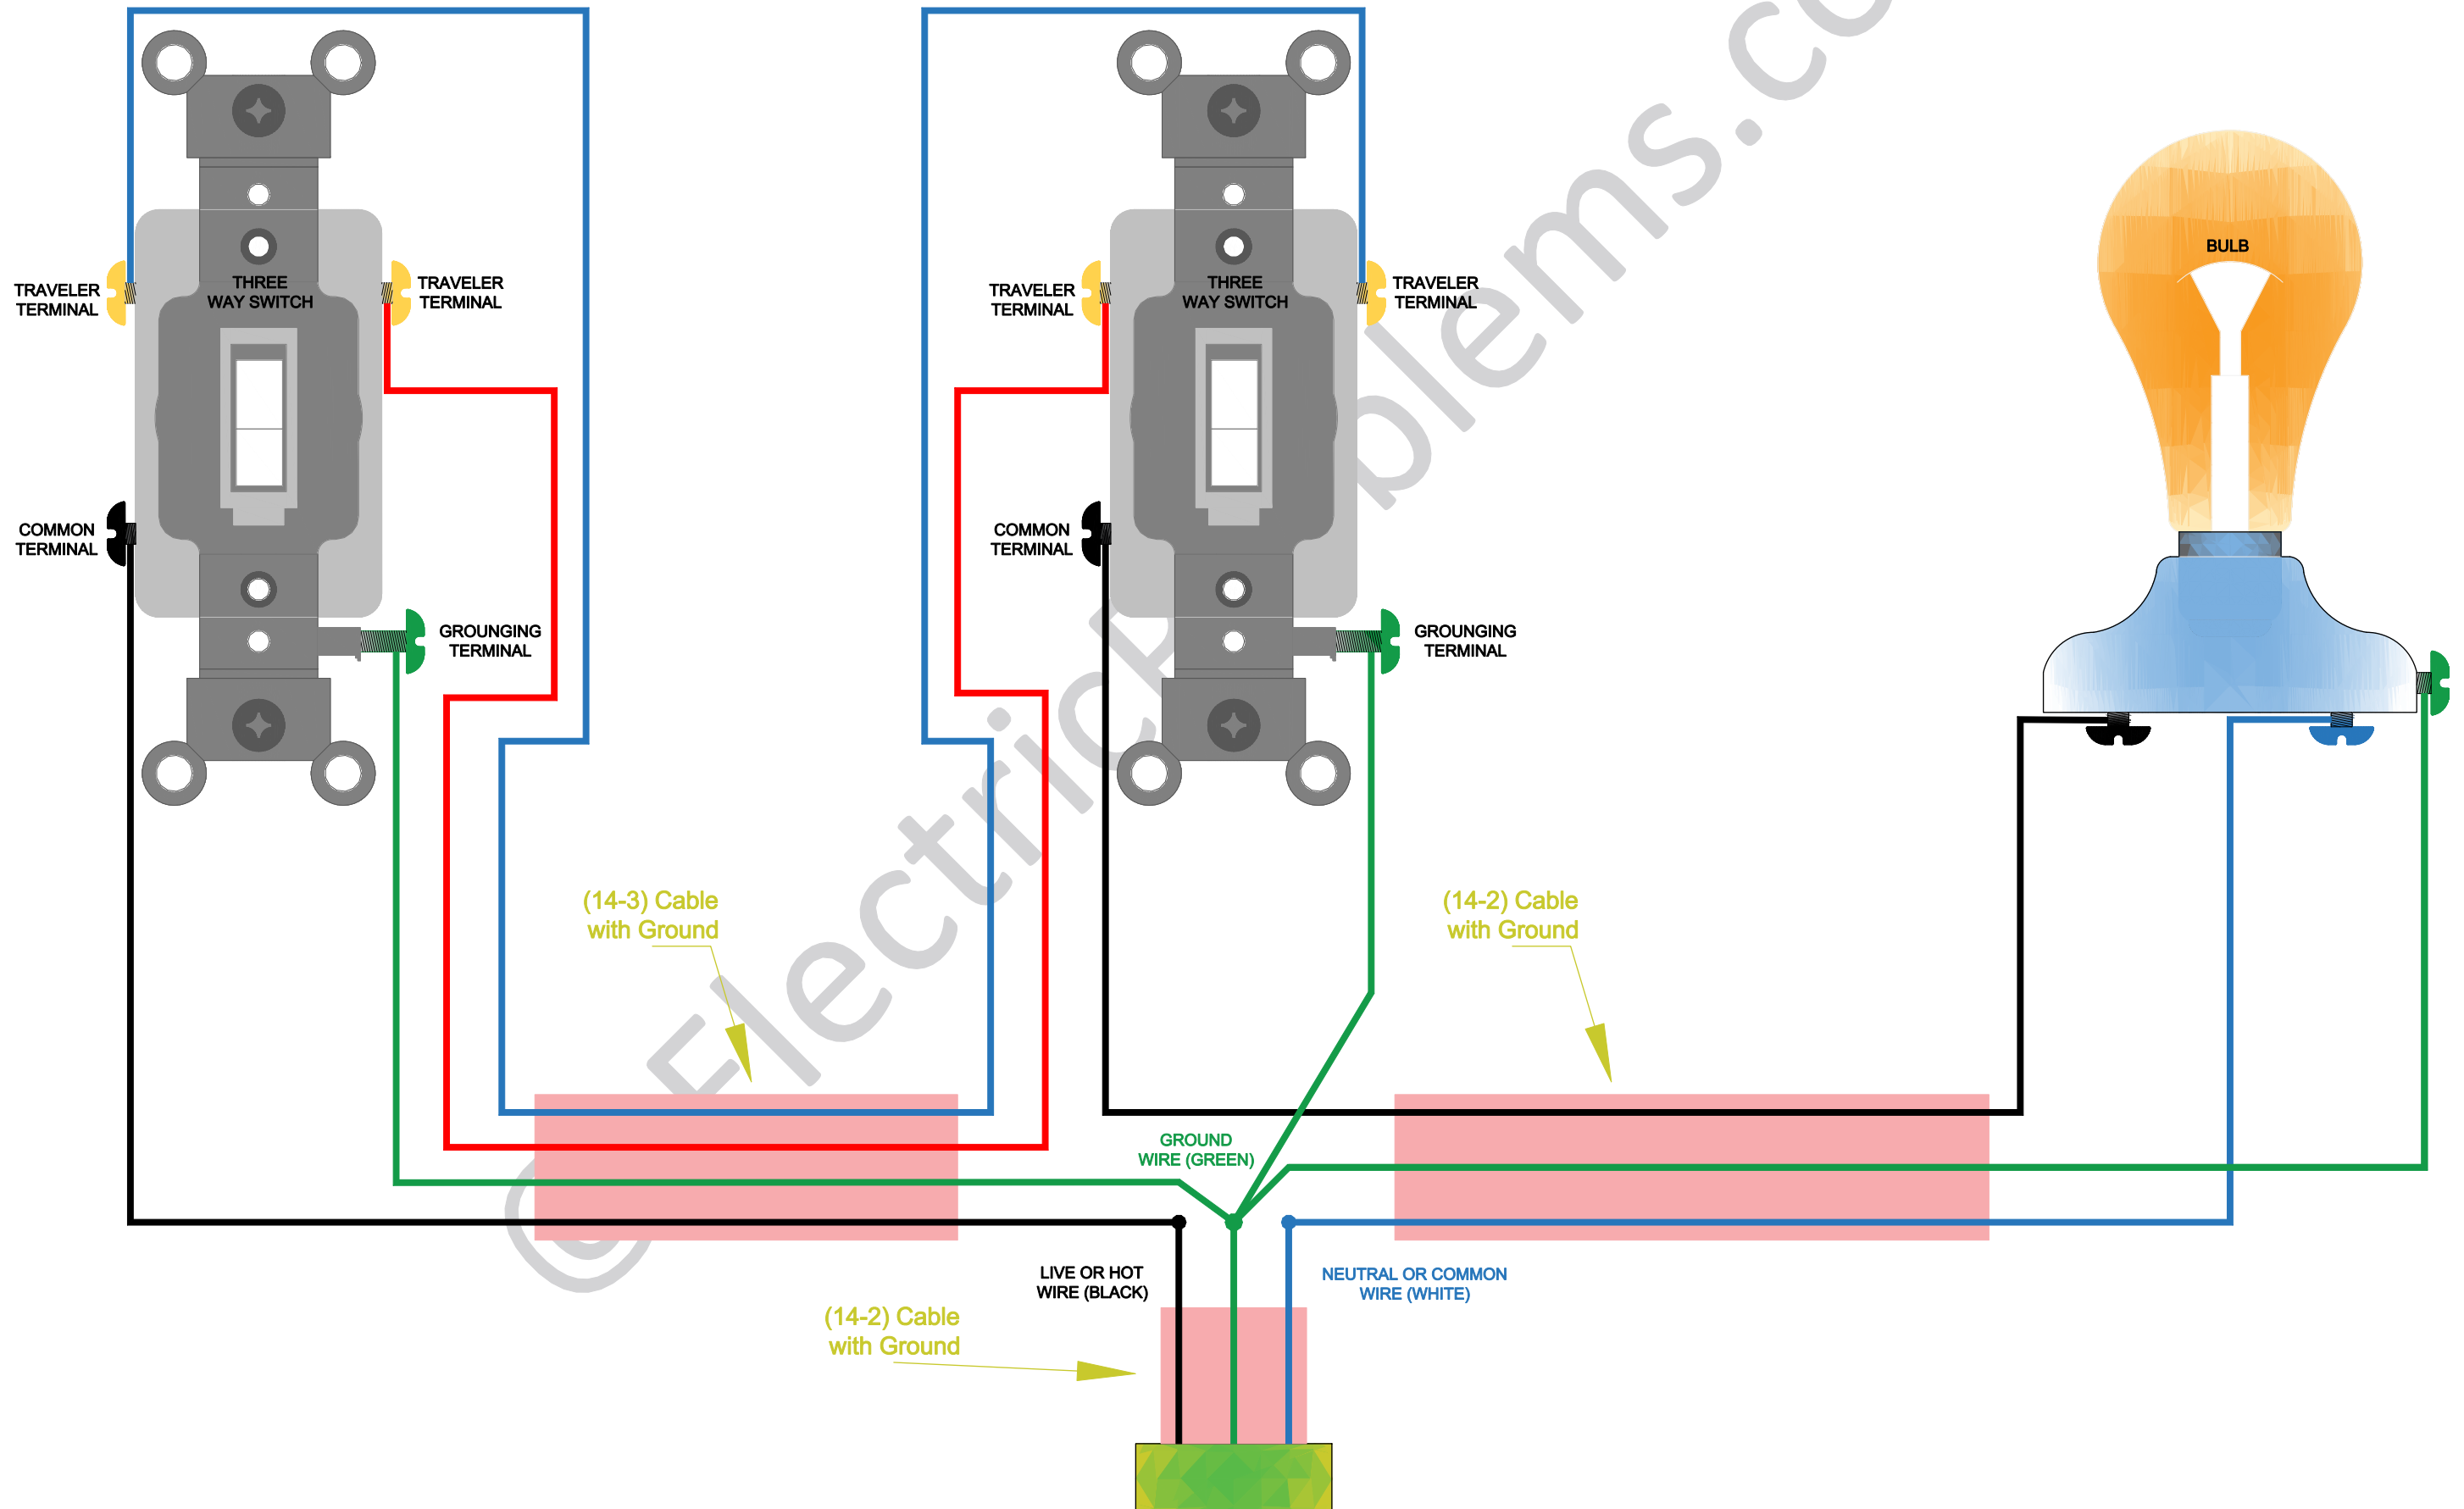 TRAVELER
TERMINAL
THREE
WAY SWITCH
TRAVELER
TERMINAL
COMMON
TERMINAL
GROUNGING
TERMINAL
TRAVELER
TERMINAL
THREE
WAY SWITCH
TRAVELER
TERMINAL
COMMON
TERMINAL
GROUNGING
TERMINAL
BULB
(14-3) Cable
with Ground
(14-2) Cable
with Ground
GROUND
WIRE (GREEN)
LIVE OR HOT
WIRE (BLACK)
NEUTRAL OR COMMON
WIRE (WHITE)
(14-2) Cable
with Ground